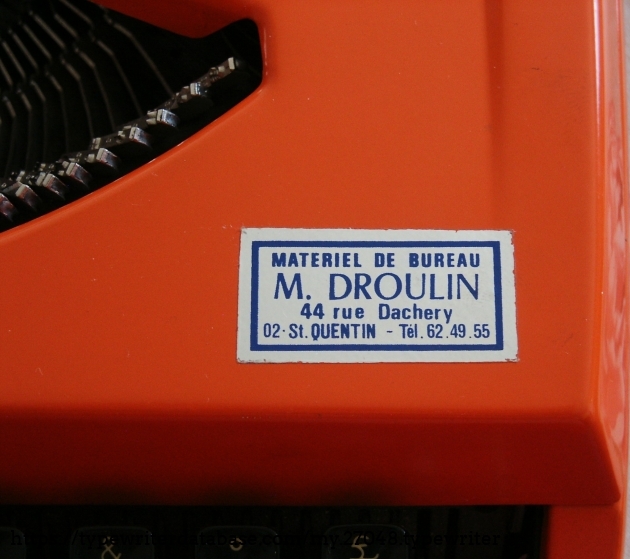 MATERIEL DE BUREAU
M. DROULIN
44 rue Dachery
02·St. QUENTIN - Tél. 62.49.55
&